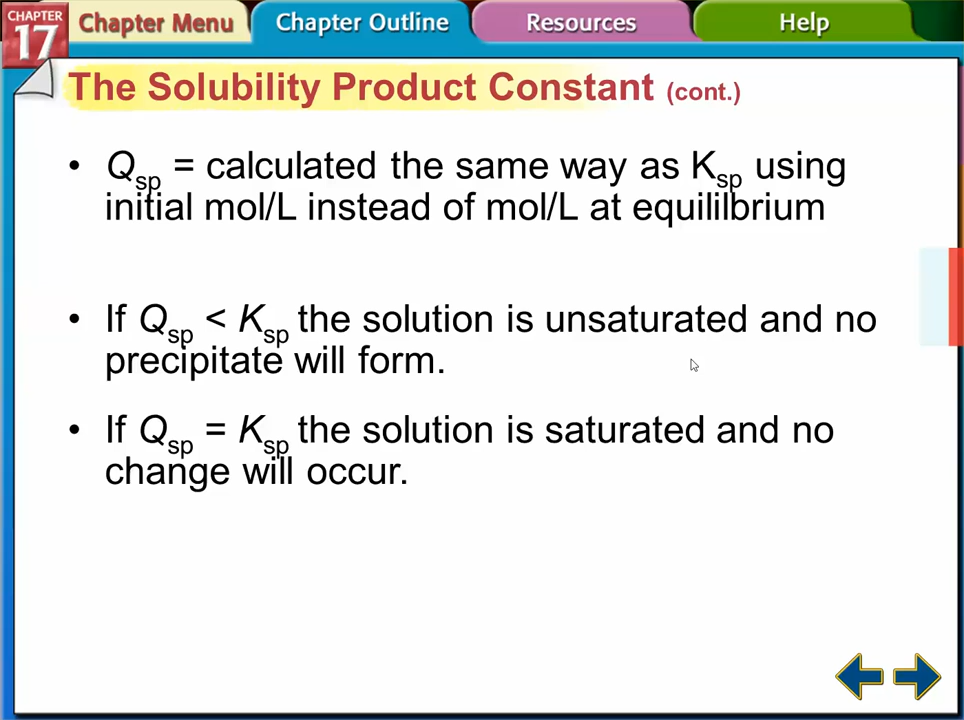 CHAPTER
17
Chapter Menu
Chapter Outline
Resources
Help
The Solubility Product Constant (cont.)
• Qsp = calculated the same way as Ksp using
initial mol/L instead of mol/L at equililbrium
• If Qsp < Ksp the solution is unsaturated and no
precipitate will form.
• If Qsp = Ksp the solution is saturated and no
change will occur.